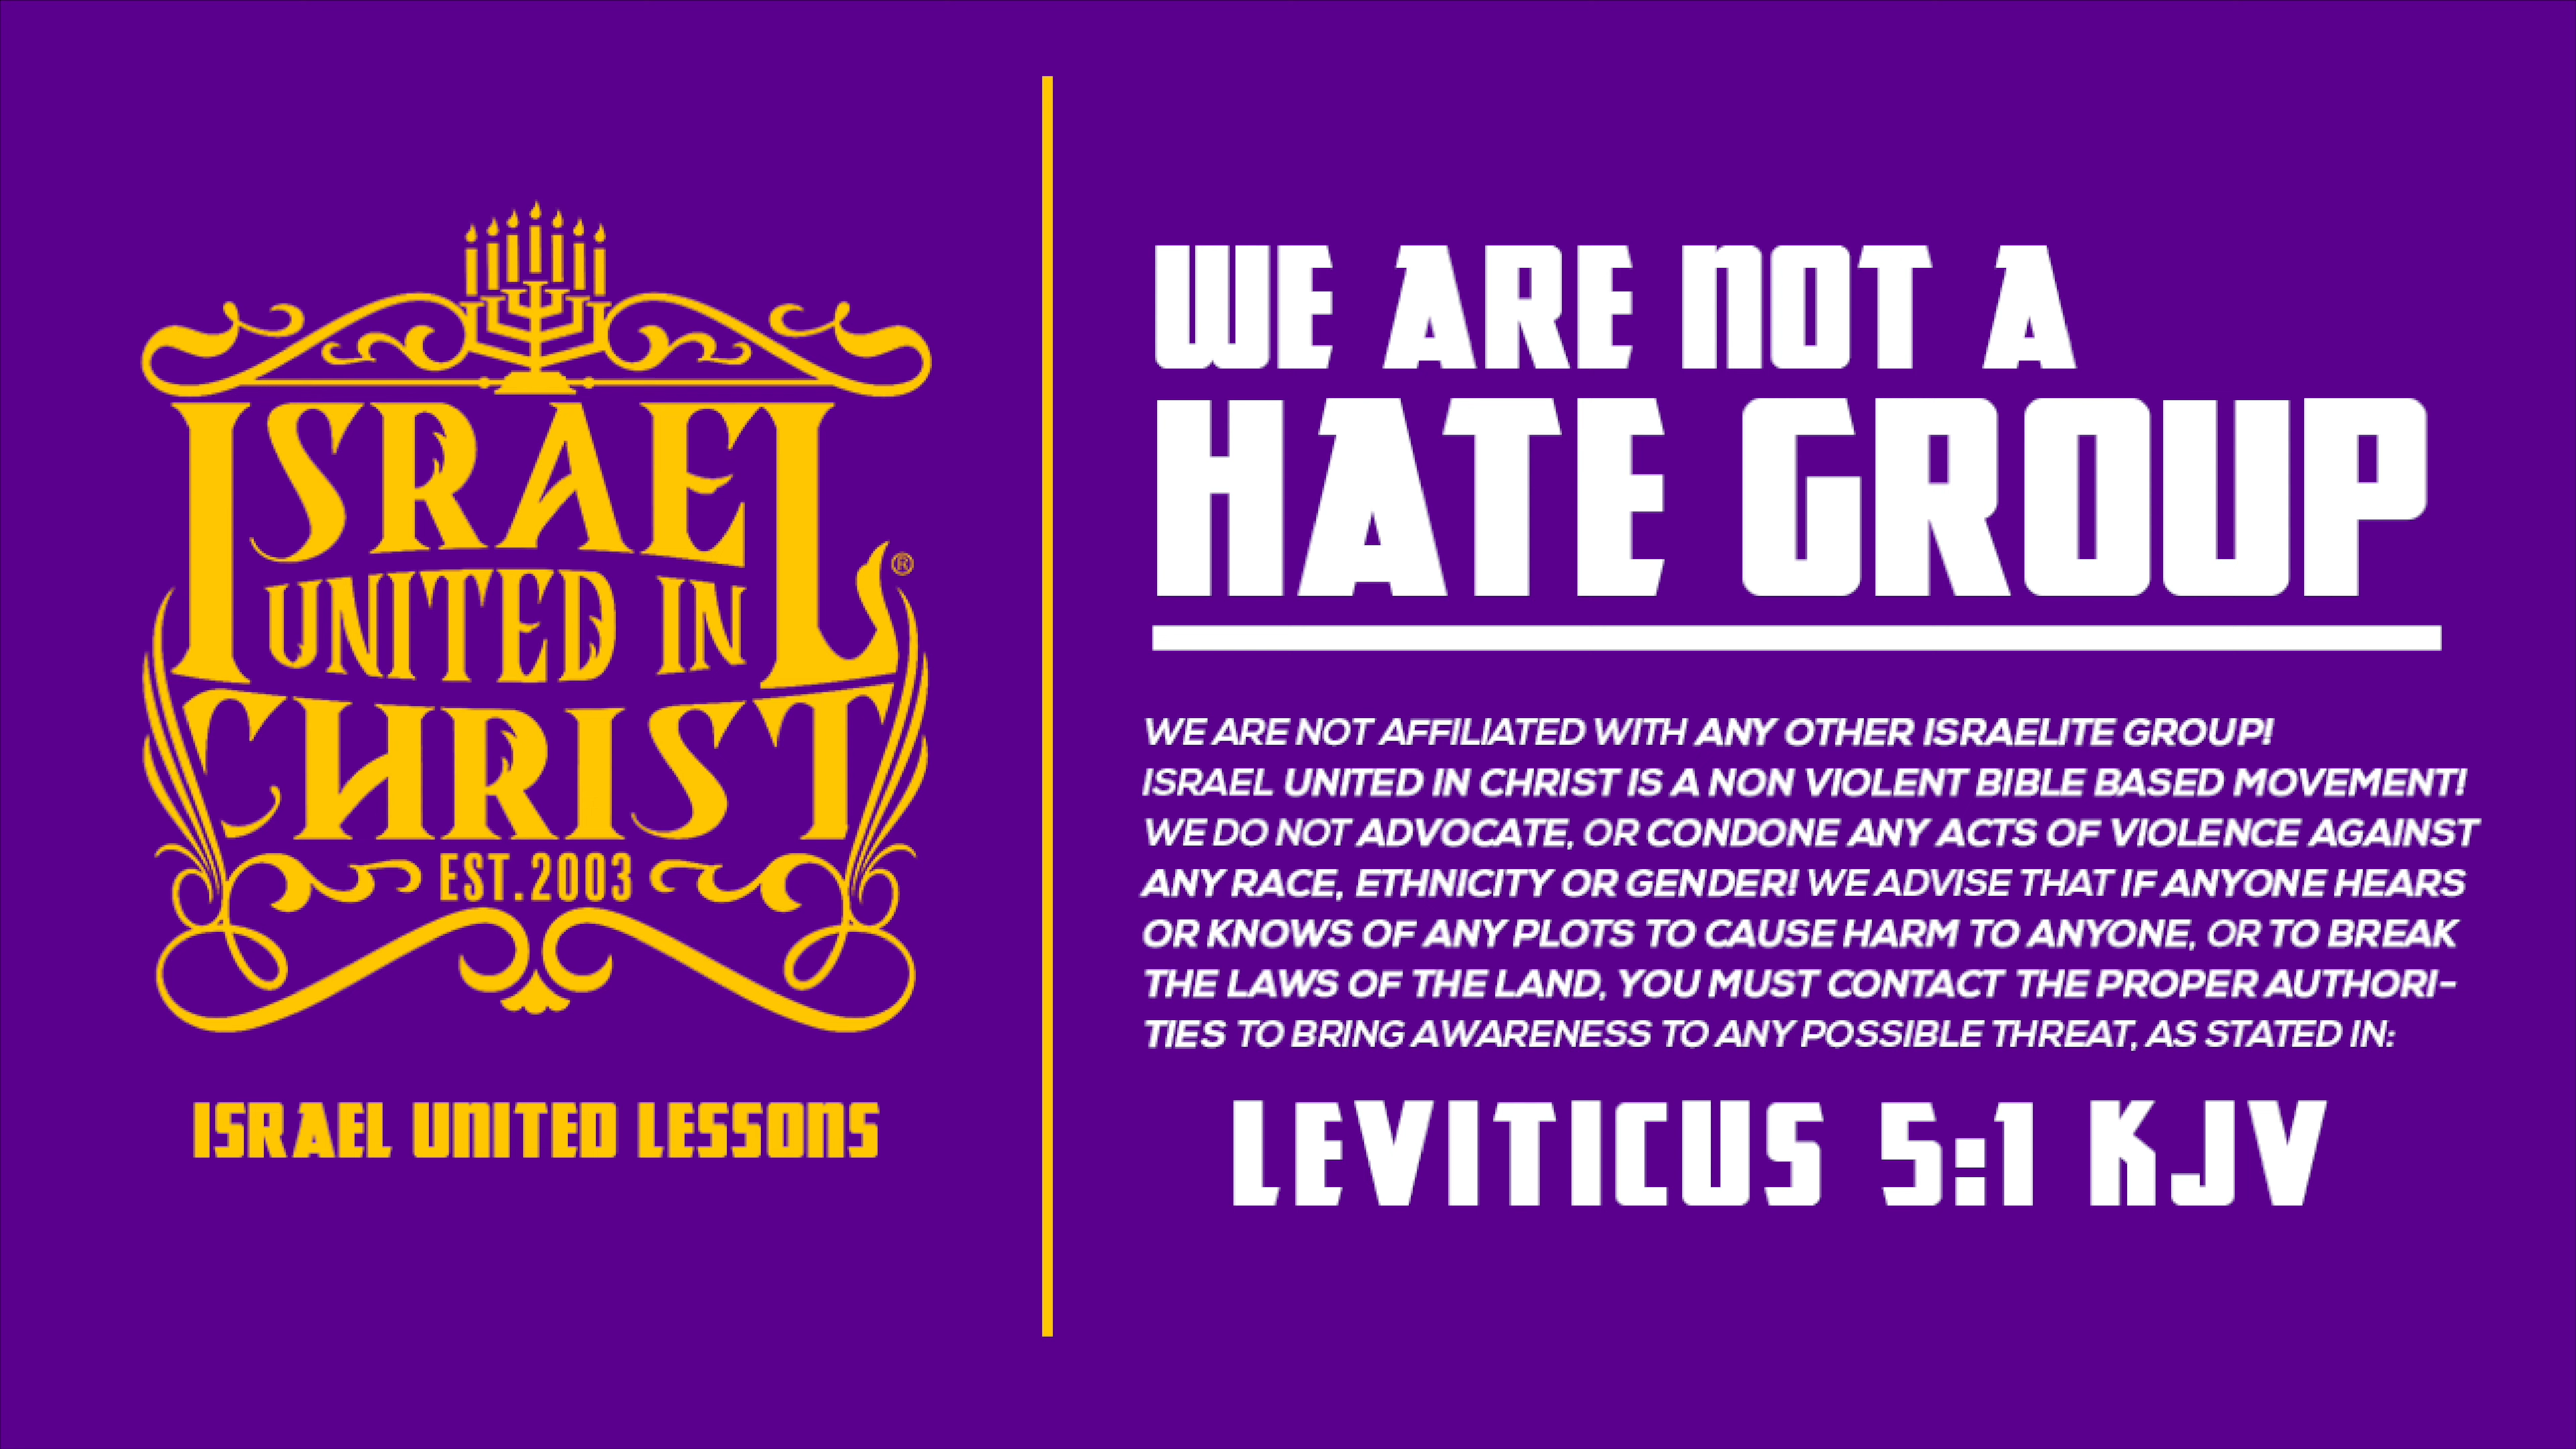 ISRAEL
UNITED IN
CHRIST
®
EST. 2003
ISRAEL UNITED LESSONS
WE ARE NOT A
HATE GROUP
WE ARE NOT AFFILIATED WITH ANY OTHER ISRAELITE GROUP!
ISRAEL UNITED IN CHRIST IS A NON VIOLENT BIBLE BASED MOVEMENT!
WE DO NOT ADVOCATE, OR CONDONE ANY ACTS OF VIOLENCE AGAINST
ANY RACE, ETHNICITY OR GENDER! WE ADVISE THAT IF ANYONE HEARS
OR KNOWS OF ANY PLOTS TO CAUSE HARM TO ANYONE, OR TO BREAK
THE LAWS OF THE LAND, YOU MUST CONTACT THE PROPER AUTHORI-
TIES TO BRING AWARENESS TO ANY POSSIBLE THREAT, AS STATED IN:
LEVITICUS 5:1 KJV